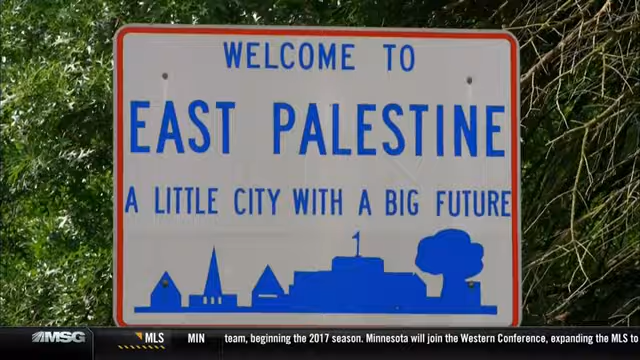 WELCOME TO
EAST PALESTINE
A LITTLE CITY WITH A BIG FUTURE
MSG MLS MIN team, beginning the 2017 season. Minnesota will join the Western Conference, expanding the MLS to